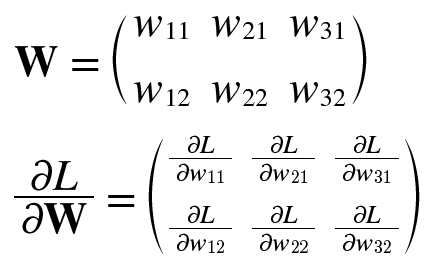 W = ( w₁₁ w₂₁ w₃₁
w₁₂ w₂₂ w₃₂ )
∂L/∂W = ( ∂L/∂w₁₁ ∂L/∂w₂₁ ∂L/∂w₃₁
∂L/∂w₁₂ ∂L/∂w₂₂ ∂L/∂w₃₂ )